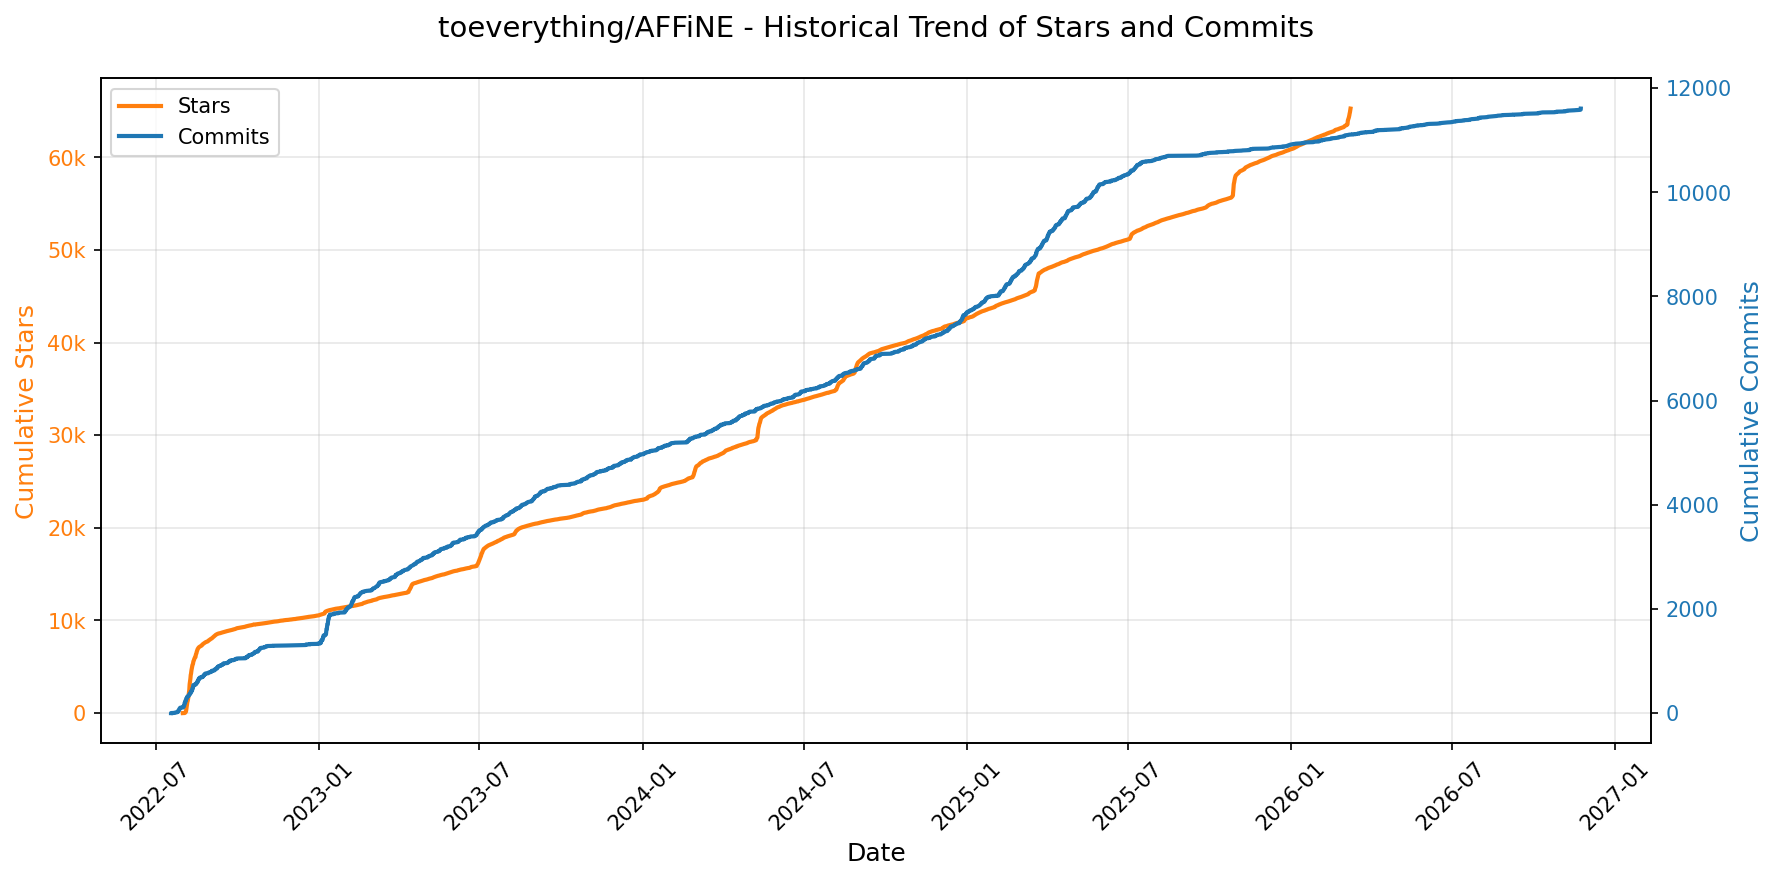 toeverything/AFFiNE - Historical Trend of Stars and Commits
Stars
Commits
60k
50k
40k
30k
20k
10k
0
Cumulative Stars
12000
10000
8000
6000
4000
2000
0
Cumulative Commits
2022-07
2023-01
2023-07
2024-01
2024-07
2025-01
2025-07
2026-01
2026-07
2027-01
Date